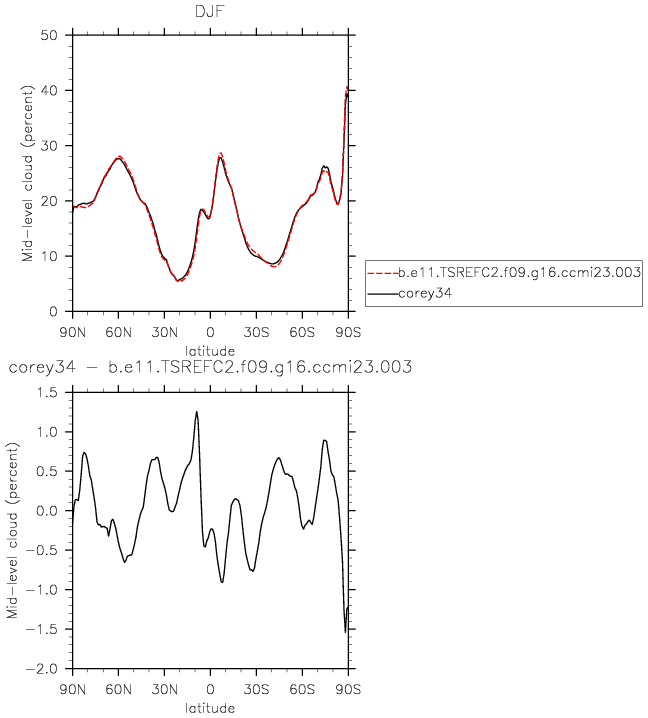 DJF
50
40
30
20
10
0
Mid-level cloud (percent)
90N 60N 30N 0 30S 60S 90S
latitude
b.e11.TSREFC2.f09.g16.ccmi23.003
corey34
corey34 − b.e11.TSREFC2.f09.g16.ccmi23.003
1.5
1.0
0.5
0.0
−0.5
−1.0
−1.5
−2.0
Mid-level cloud (percent)
90N 60N 30N 0 30S 60S 90S
latitude